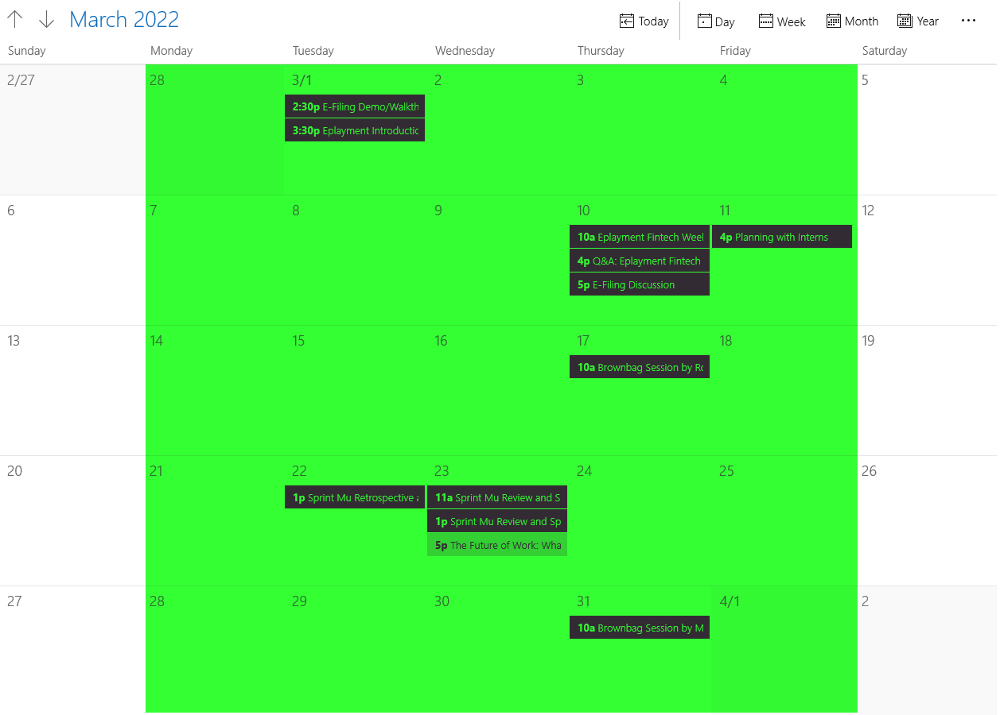 March 2022
Today Day Week Month Year ···
Sunday Monday Tuesday Wednesday Thursday Friday Saturday
2/27 28 3/1 2 3 4 5
2:30p E-Filing Demo/Walkth
3:30p Eplayment Introductio
6 7 8 9 10 11 12
10a Eplayment Fintech Weel 4p Planning with Interns
4p Q&A: Eplayment Fintech
5p E-Filing Discussion
13 14 15 16 17 18 19
10a Brownbag Session by Ro
20 21 22 23 24 25 26
1p Sprint Mu Retrospective a 11a Sprint Mu Review and S
1p Sprint Mu Review and Sp
5p The Future of Work: Wha
27 28 29 30 31 4/1 2
10a Brownbag Session by M